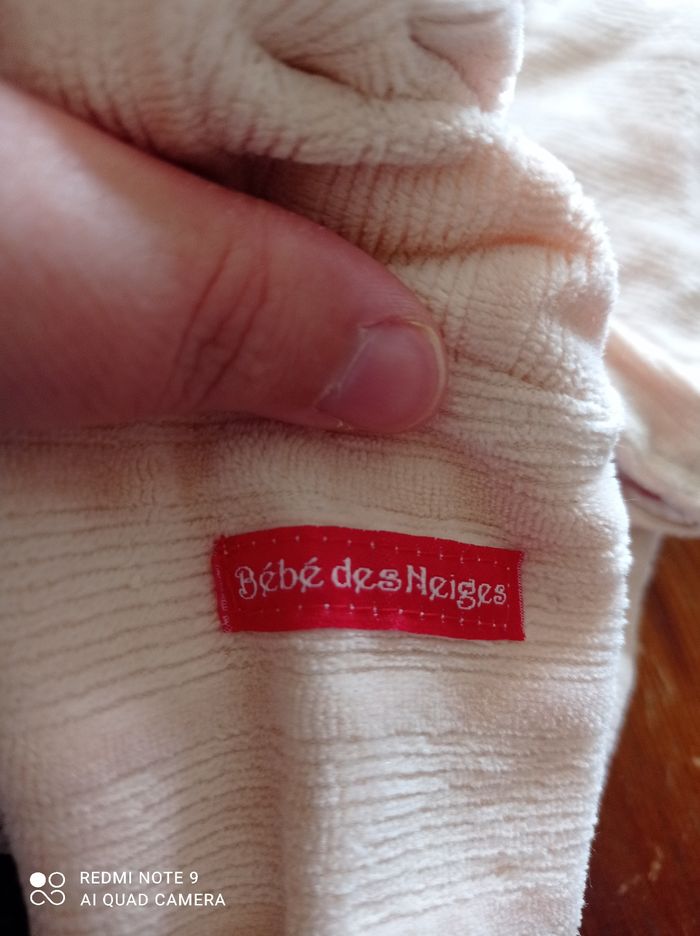 Bébé des Neiges
REDMI NOTE 9
AI QUAD CAMERA